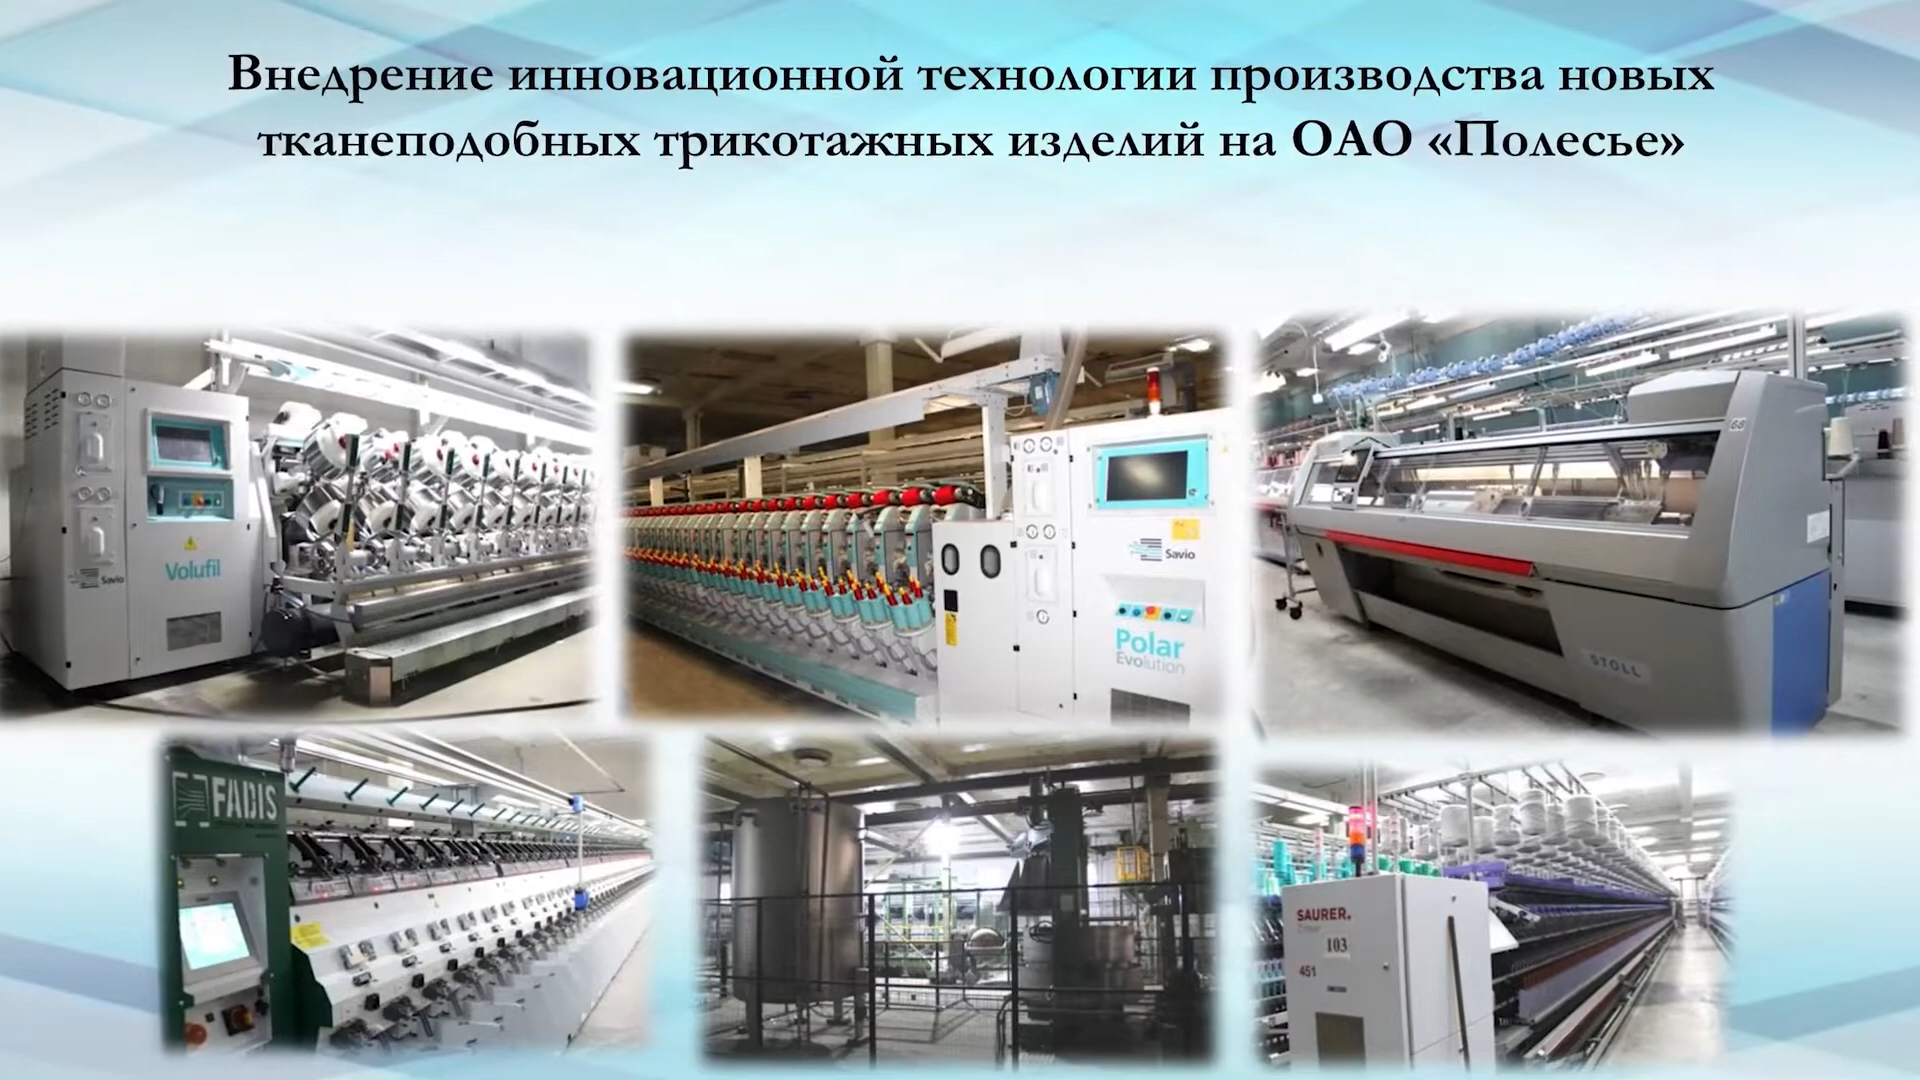 Внедрение инновационной технологии производства новых
тканеподобных трикотажных изделий на ОАО «Полесье»
Savio
Volufil
Savio
Polar
Evolution
68
STOLL
FADIS
SAURER.
103
451